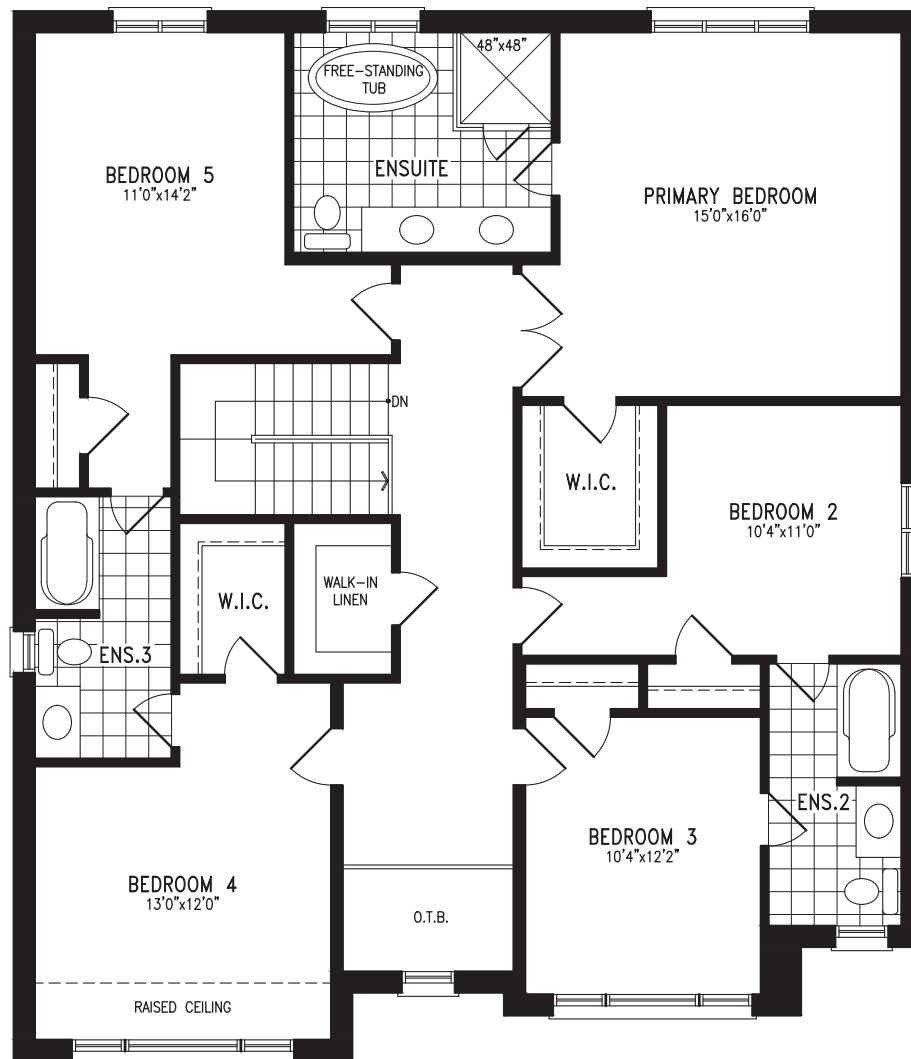 48"x48"
FREE-STANDING
TUB
ENSUITE
BEDROOM 5
11'0"x14'2"
PRIMARY BEDROOM
15'0"x16'0"
DN
W.I.C.
BEDROOM 2
10'4"x11'0"
WALK-IN
LINEN
W.I.C.
ENS.3
ENS.2
BEDROOM 3
10'4"x12'2"
BEDROOM 4
13'0"x12'0"
O.T.B.
RAISED CEILING